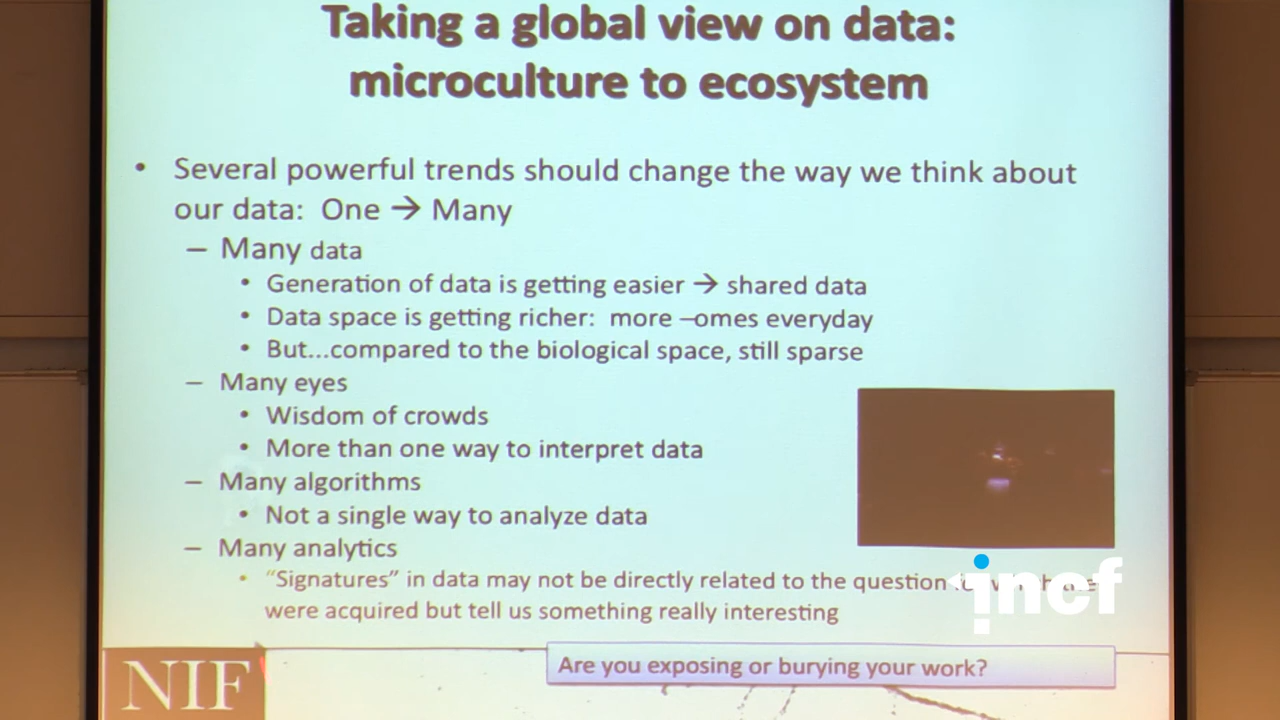 Taking a global view on data:
microculture to ecosystem
• Several powerful trends should change the way we think about
our data: One → Many
– Many data
• Generation of data is getting easier → shared data
• Data space is getting richer: more –omes everyday
• But...compared to the biological space, still sparse
– Many eyes
• Wisdom of crowds
• More than one way to interpret data
– Many algorithms
• Not a single way to analyze data
– Many analytics
• "Signatures" in data may not be directly related to the question
were acquired but tell us something really interesting
incf
Are you exposing or burying your work?
NIF